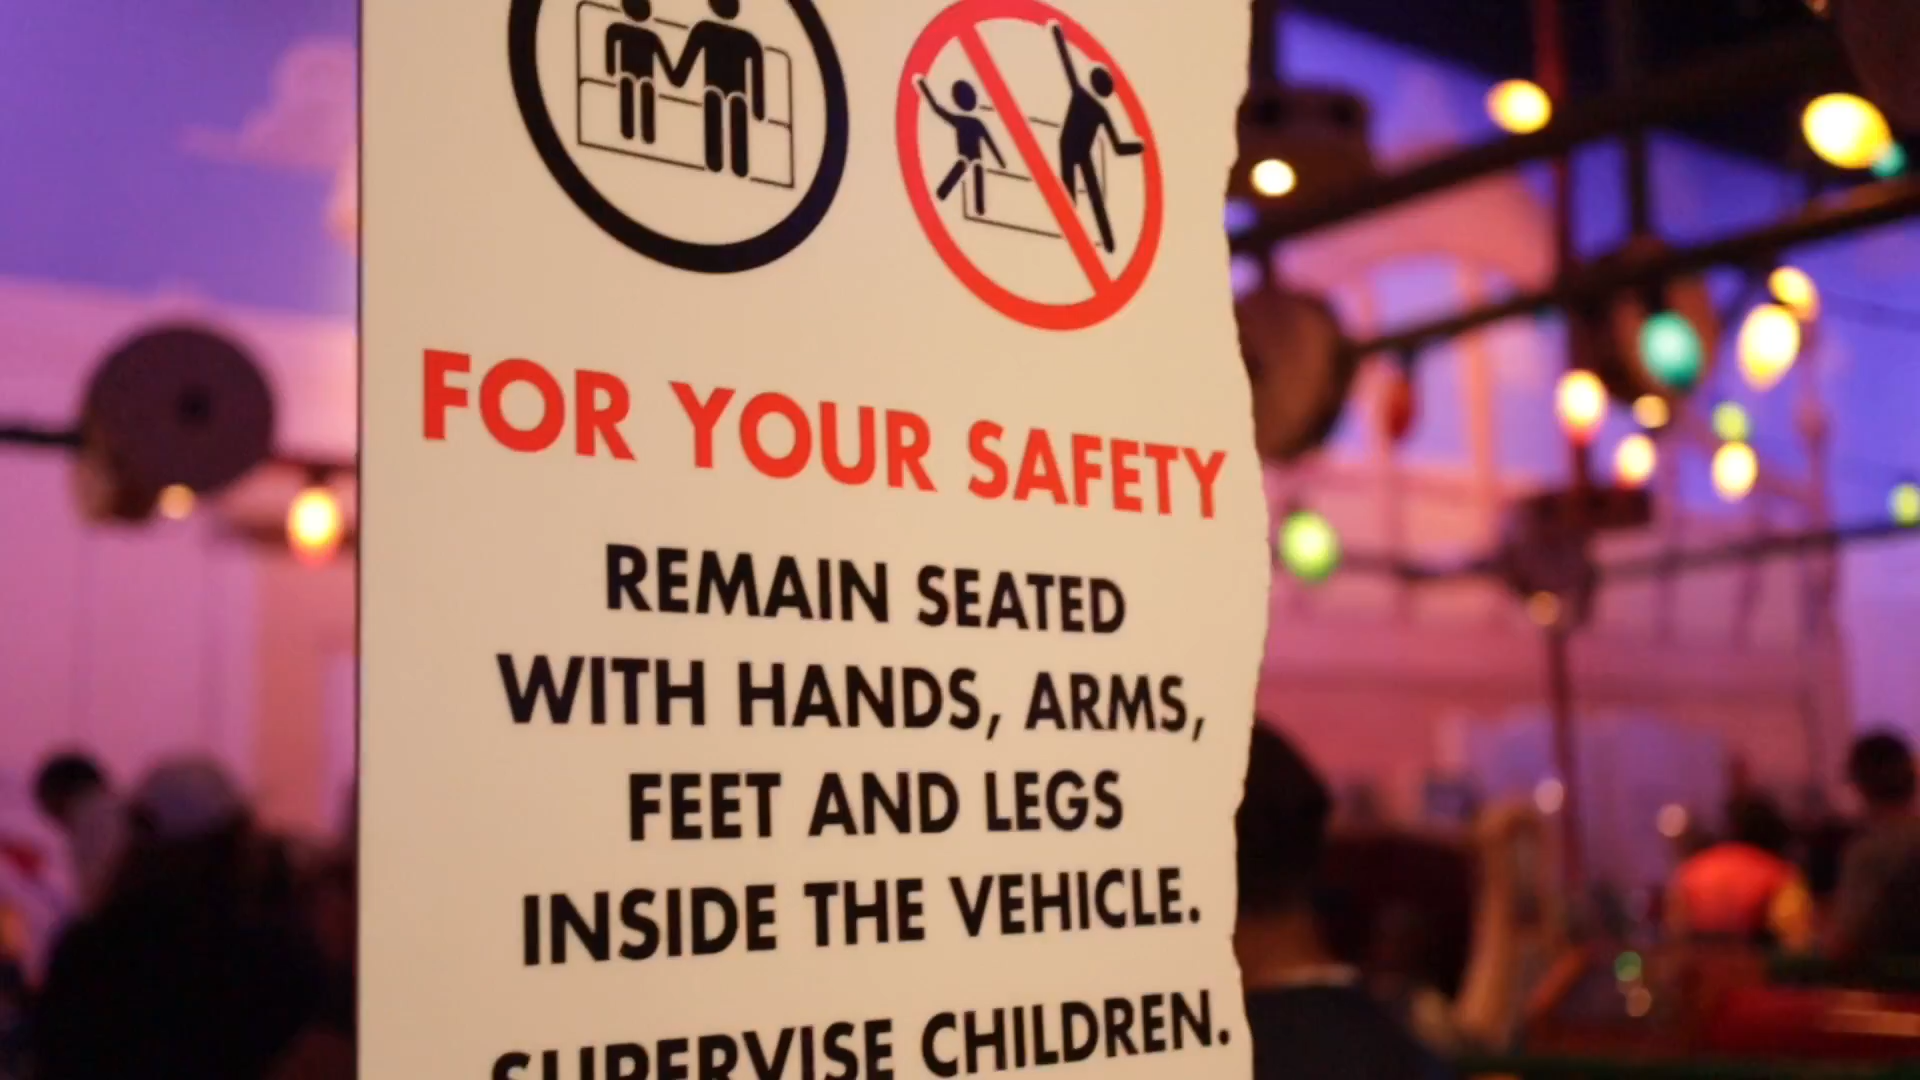 FOR YOUR SAFETY
REMAIN SEATED
WITH HANDS, ARMS,
FEET AND LEGS
INSIDE THE VEHICLE.
SUPERVISE CHILDREN.